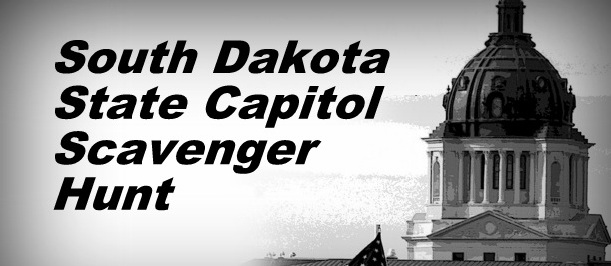 South Dakota
State Capitol
Scavenger
Hunt